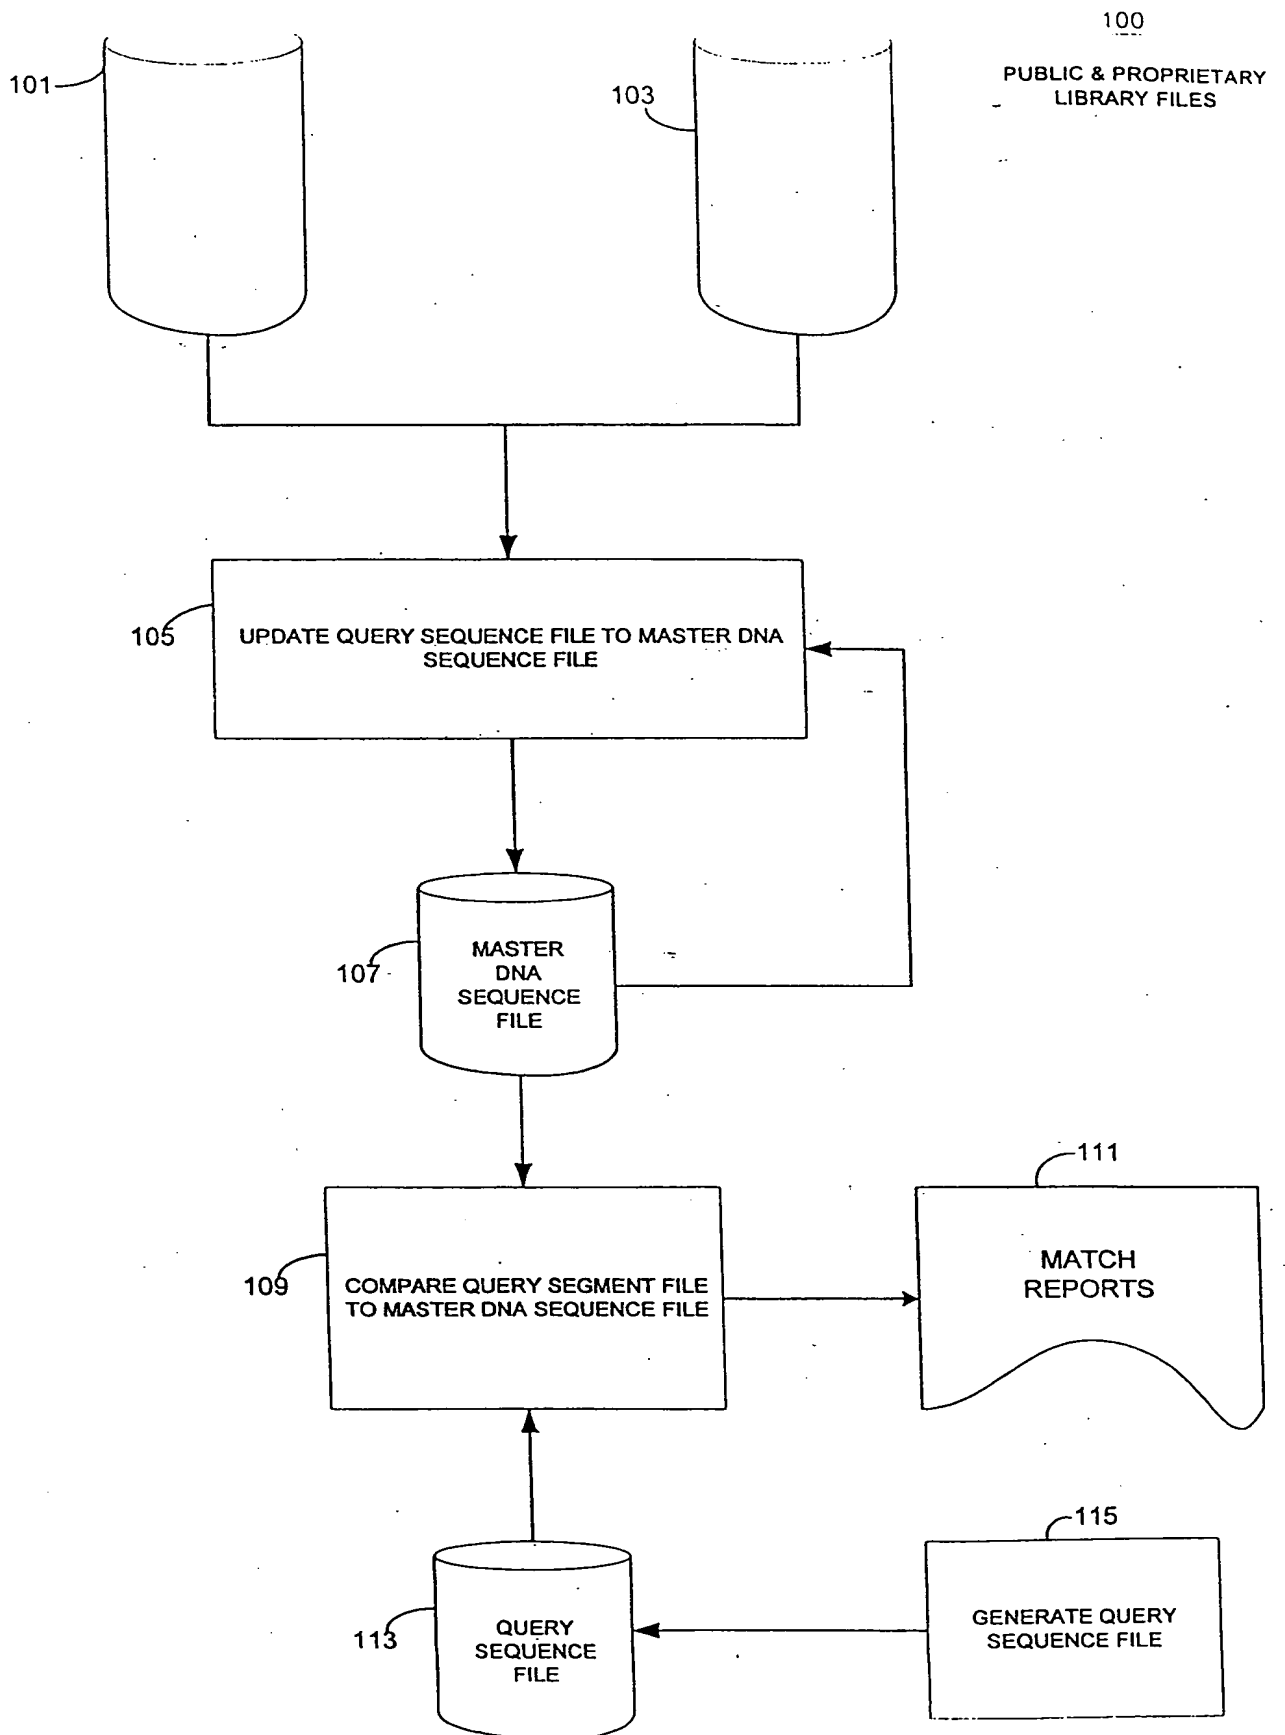 100
PUBLIC & PROPRIETARY
LIBRARY FILES
101
103
105
UPDATE QUERY SEQUENCE FILE TO MASTER DNA
SEQUENCE FILE
107
MASTER
DNA
SEQUENCE
FILE
111
109
COMPARE QUERY SEGMENT FILE
TO MASTER DNA SEQUENCE FILE
MATCH
REPORTS
115
113
QUERY
SEQUENCE
FILE
GENERATE QUERY
SEQUENCE FILE